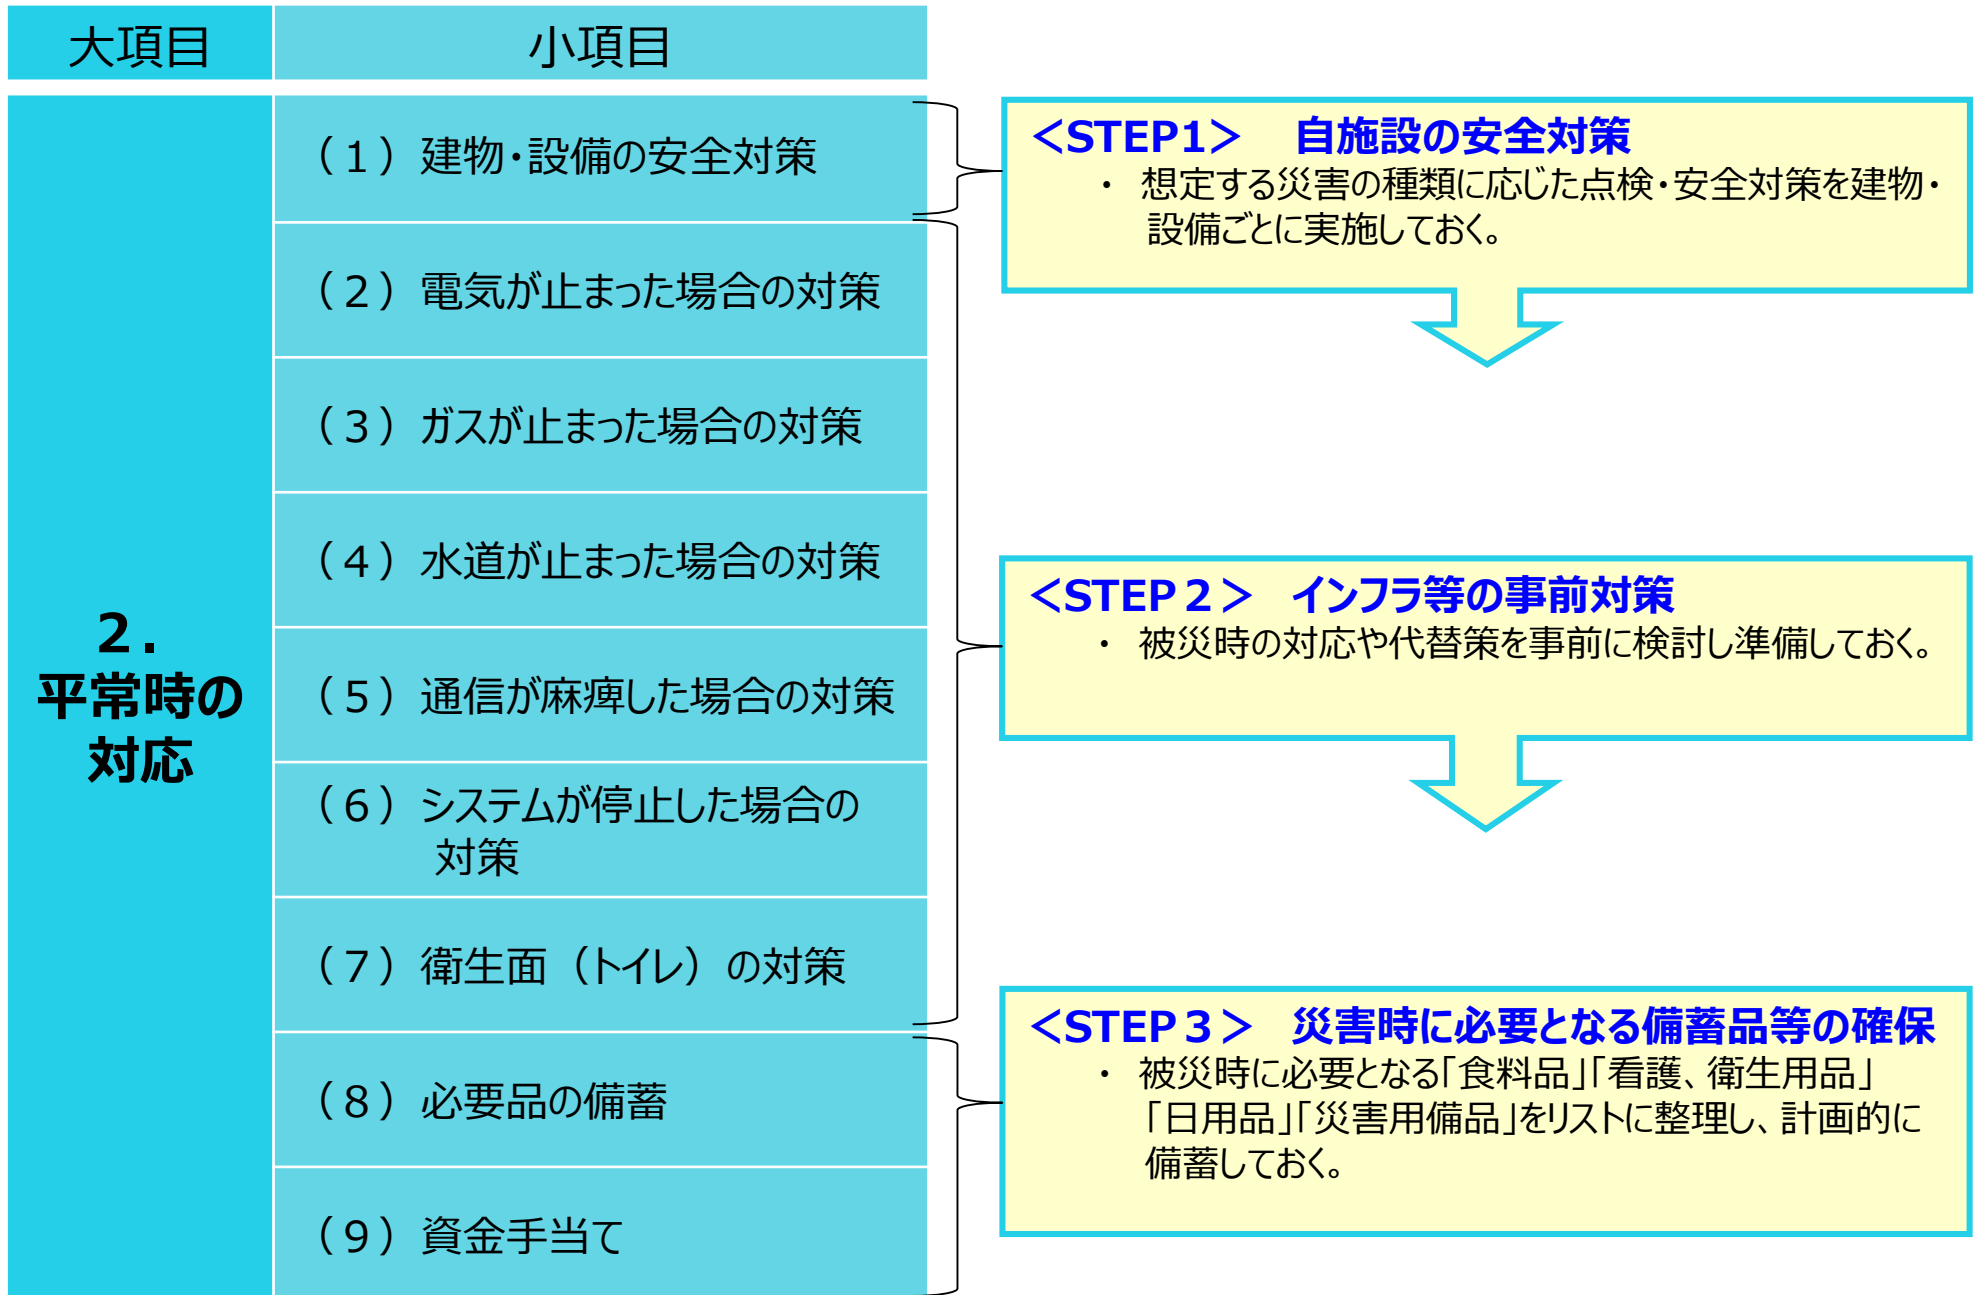 大項目
小項目
2．
平常時の
対応
（1）建物・設備の安全対策
（2）電気が止まった場合の対策
（3）ガスが止まった場合の対策
（4）水道が止まった場合の対策
（5）通信が麻痺した場合の対策
（6）システムが停止した場合の
対策
（7）衛生面（トイレ）の対策
（8）必要品の備蓄
（9）資金手当て
＜STEP1＞　自施設の安全対策
・ 想定する災害の種類に応じた点検・安全対策を建物・
設備ごとに実施しておく。
＜STEP２＞　インフラ等の事前対策
・ 被災時の対応や代替策を事前に検討し準備しておく。
＜STEP３＞　災害時に必要となる備蓄品等の確保
・ 被災時に必要となる「食料品」「看護、衛生用品」
「日用品」「災害用備品」をリストに整理し、計画的に
備蓄しておく。